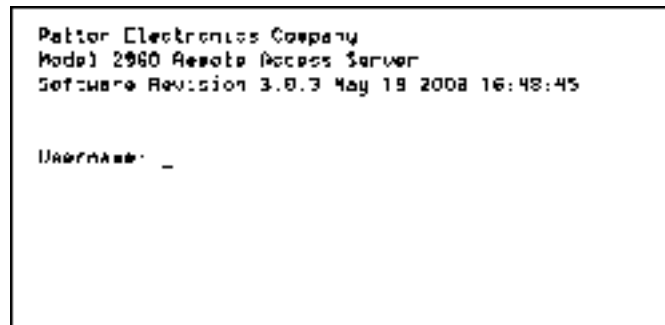 Patton Electronics Company
Model 2960 Remote Access Server
Software Revision 3.0.3 May 19 16:48:45
Username: _